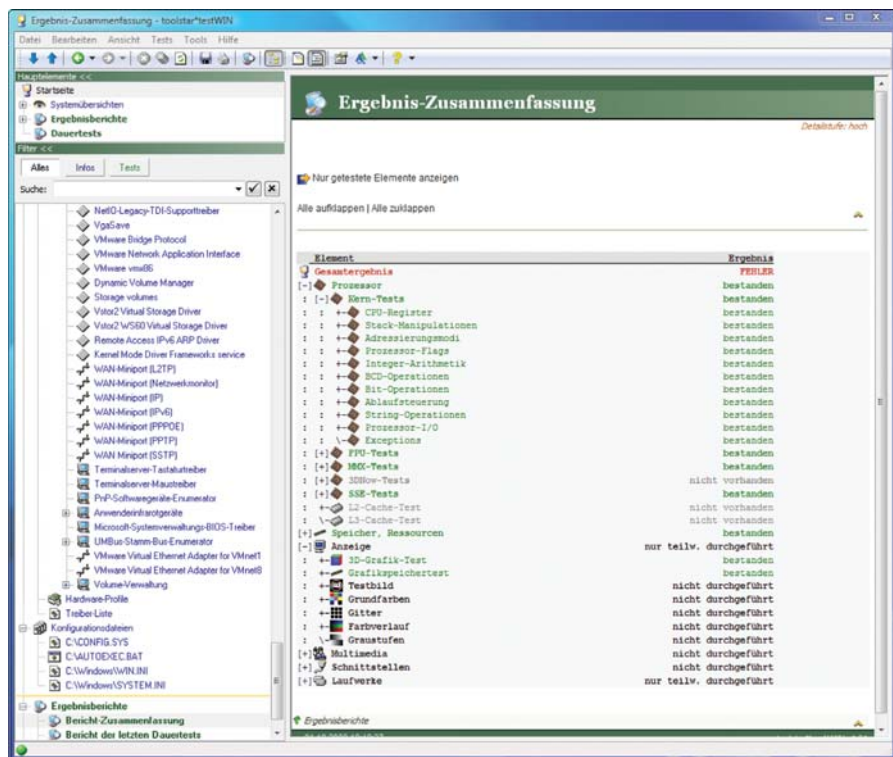 Ergebnis-Zusammenfassung - toolstar*testWIN
Datei Bearbeiten Ansicht Tests Tools Hilfe
Hauptelemente <<
Startseite
Systemübersichten
Ergebnisberichte
Dauertests
Filter <<
Alles Infos Tests
Suche:
NetIO-Legacy-TDI-Supporttreiber
VgaSave
VMware Bridge Protocol
VMware Network Application Interface
VMware vmx86
Dynamic Volume Manager
Storage volumes
Vstor2 Virtual Storage Driver
Vstor2 WS60 Virtual Storage Driver
Remote Access IPv6 ARP Driver
Kernel Mode Driver Frameworks service
WAN-Miniport (L2TP)
WAN-Miniport (Netzwerkmonitor)
WAN-Miniport (IP)
WAN-Miniport (IPv6)
WAN-Miniport (PPPOE)
WAN-Miniport (PPTP)
WAN-Miniport (SSTP)
Terminalserver-Tastaturtreiber
Terminalserver-Maustreiber
PnP-Softwaregeräte-Enumerator
Anwenderinfrarotgeräte
Microsoft-Systemverwaltungs-BIOS-Treiber
UMBus-Stamm-Bus-Enumerator
VMware Virtual Ethernet Adapter for VMnet1
VMware Virtual Ethernet Adapter for VMnet8
Volume-Verwaltung
Hardware-Profile
Treiber-Liste
Konfigurationsdateien
C:\CONFIG.SYS
C:\AUTOEXEC.BAT
C:\Windows\WIN.INI
C:\Windows\SYSTEM.INI
Ergebnisberichte
Bericht-Zusammenfassung
Bericht der letzten Dauertests
Ergebnis-Zusammenfassung
Detailstufe: hoch
Nur getestete Elemente anzeigen
Alle aufklappen | Alle zuklappen
Element Ergebnis
Gesamtergebnis FEHLER
[-] Prozessor bestanden
: [-] Kern-Tests bestanden
: : +- CPU-Register bestanden
: : +- Stack-Manipulationen bestanden
: : +- Adressierungsmodi bestanden
: : +- Prozessor-Flags bestanden
: : +- Integer-Arithmetik bestanden
: : +- BCD-Operationen bestanden
: : +- Bit-Operationen bestanden
: : +- Ablaufsteuerung bestanden
: : +- String-Operationen bestanden
: : +- Prozessor-I/O bestanden
: : \- Exceptions bestanden
: [+] FPU-Tests bestanden
: [+] MMX-Tests bestanden
: [+] 3DNow-Tests nicht vorhanden
: [+] SSE-Tests bestanden
: +- L2-Cache-Test nicht vorhanden
: \- L3-Cache-Test nicht vorhanden
[+] Speicher, Ressourcen bestanden
[-] Anzeige nur teilw. durchgeführt
: +- 3D-Grafik-Test bestanden
: +- Grafikspeichertest bestanden
: +- Testbild nicht durchgeführt
: +- Grundfarben nicht durchgeführt
: +- Gitter nicht durchgeführt
: +- Farbverlauf nicht durchgeführt
: \- Graustufen nicht durchgeführt
[+] Multimedia nicht durchgeführt
[+] Schnittstellen nicht durchgeführt
[+] Laufwerke nur teilw. durchgeführt
Ergebnisberichte